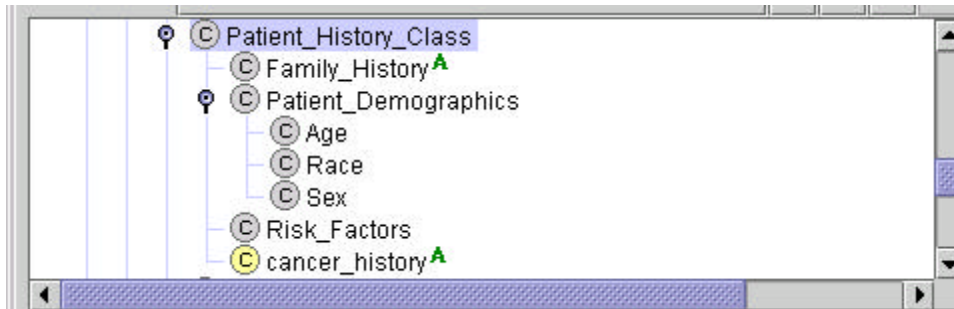 C Patient_History_Class
C Family_History A
C Patient_Demographics
C Age
C Race
C Sex
C Risk_Factors
C cancer_history A